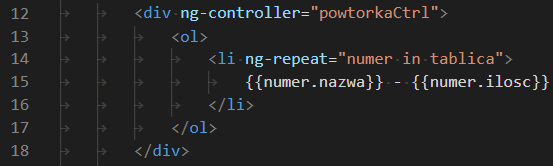 12 <div ng-controller="powtorkaCtrl">
13 <ol>
14 <li ng-repeat="numer in tablica">
15 {{numer.nazwa}} - {{numer.ilosc}}
16 </li>
17 </ol>
18 </div>